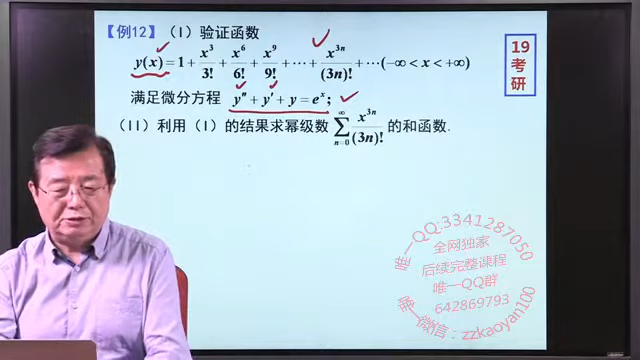 【例12】（Ⅰ）验证函数
y(x) = 1 + x³/3! + x⁶/6! + x⁹/9! + ⋯ + x³ⁿ/(3n)! + ⋯ (−∞ < x < +∞)
满足微分方程 y″ + y′ + y = eˣ;
（II）利用（I）的结果求幂级数 ∑_{n=0}^{∞} x³ⁿ/(3n)! 的和函数.
19
考
研
唯一QQ:3341287050
全网独家
后续完整课程
唯一QQ群
642869793
唯一微信：zzkaoyan100